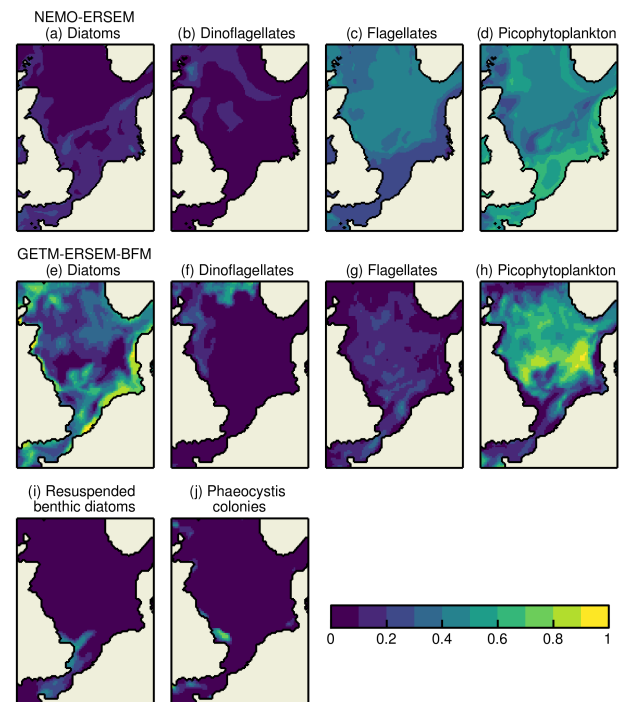 NEMO-ERSEM
(a) Diatoms
(b) Dinoflagellates
(c) Flagellates
(d) Picophytoplankton
GETM-ERSEM-BFM
(e) Diatoms
(f) Dinoflagellates
(g) Flagellates
(h) Picophytoplankton
(i) Resuspended
benthic diatoms
(j) Phaeocystis
colonies
0 0.2 0.4 0.6 0.8 1